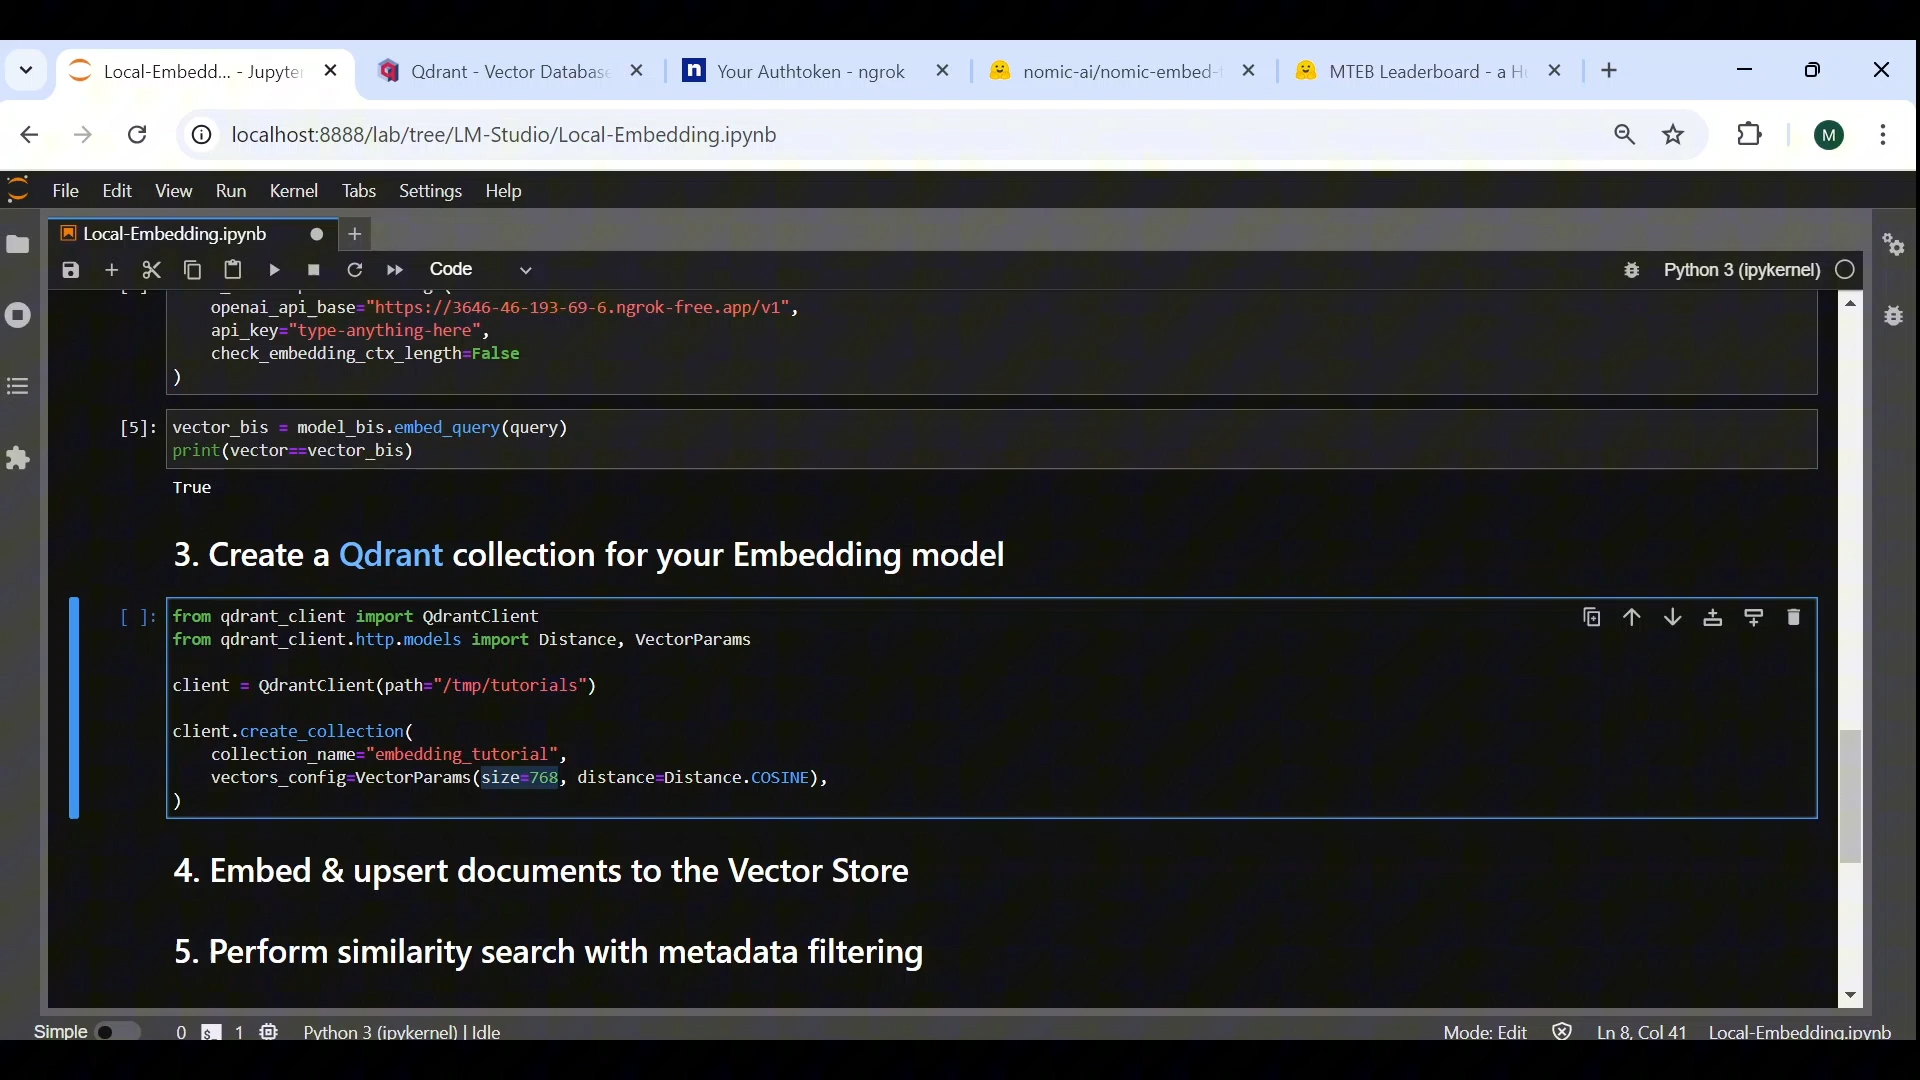 Local-Embedd... - Jupyter
Qdrant - Vector Database
n
Your Authtoken - ngrok
nomic-ai/nomic-embed-
MTEB Leaderboard - a H
localhost:8888/lab/tree/LM-Studio/Local-Embedding.ipynb
M
File Edit View Run Kernel Tabs Settings Help
Local-Embedding.ipynb
Code
Python 3 (ipykernel)
openai_api_base="https://3646-46-193-69-6.ngrok-free.app/v1",
api_key="type-anything-here",
check_embedding_ctx_length=False
)
[5]: vector_bis = model_bis.embed_query(query)
print(vector==vector_bis)
True
3. Create a Qdrant collection for your Embedding model
[ ]: from qdrant_client import QdrantClient
from qdrant_client.http.models import Distance, VectorParams
client = QdrantClient(path="/tmp/tutorials")
client.create_collection(
collection_name="embedding_tutorial",
vectors_config=VectorParams(size=768, distance=Distance.COSINE),
)
4. Embed & upsert documents to the Vector Store
5. Perform similarity search with metadata filtering
Simple 0 $_ 1 Python 3 (ipykernel) | Idle Mode: Edit Ln 8, Col 41 Local-Embedding.ipynb